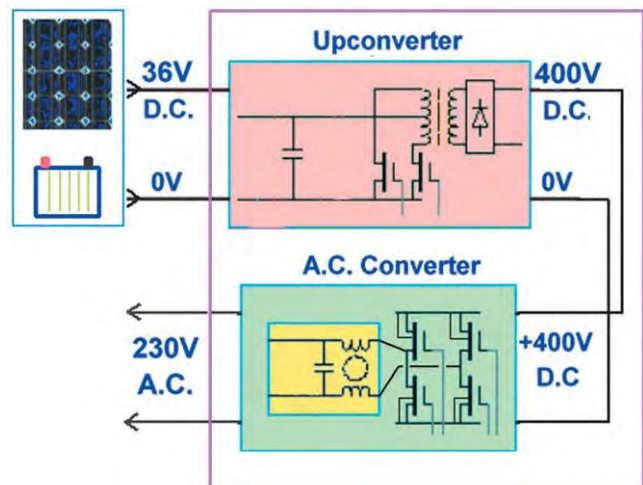 Upconverter
36V
D.C.
400V
D.C.
0V
0V
A.C. Converter
230V
A.C.
+400V
D.C